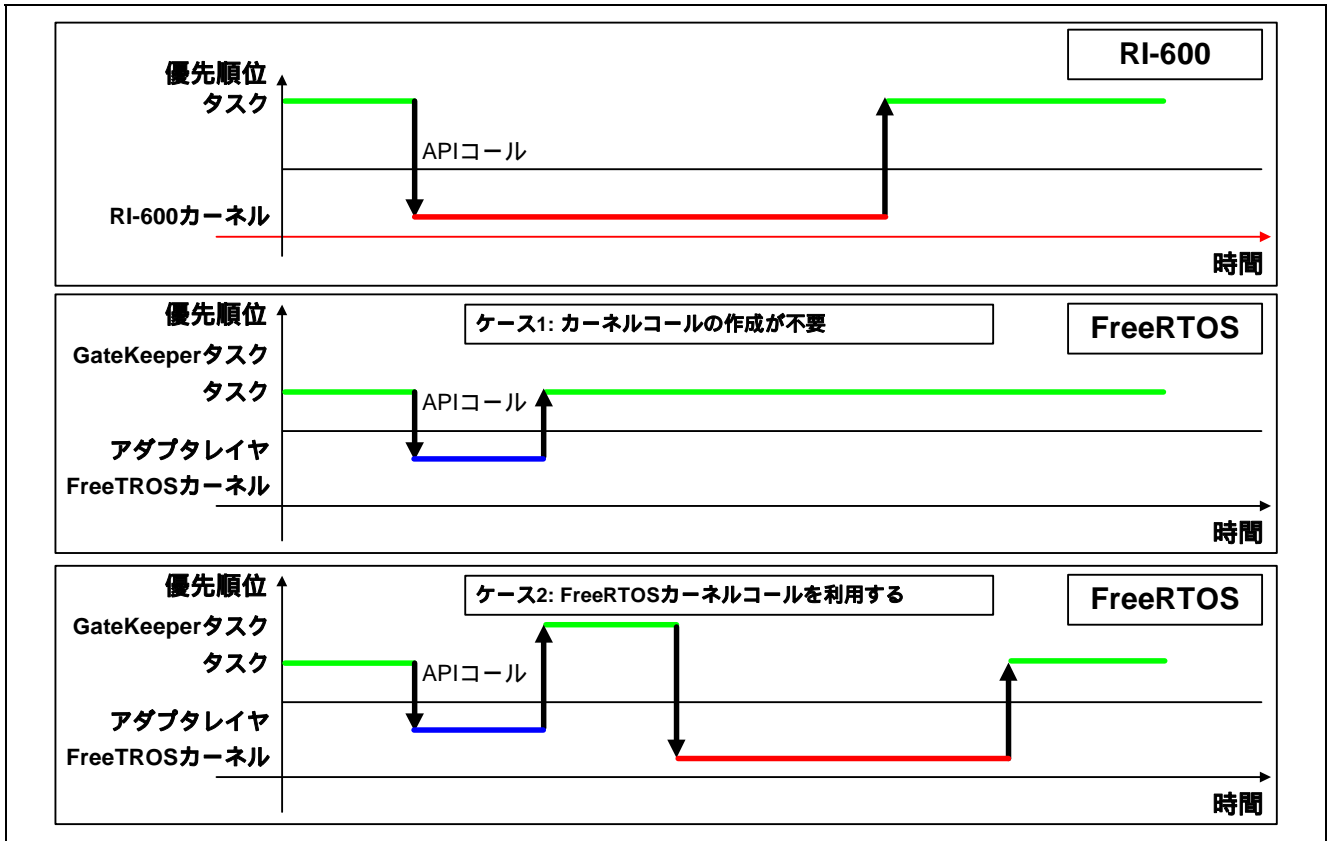 RI-600
優先順位
タスク
APIコール
RI-600カーネル
時間
優先順位
ケース1: カーネルコールの作成が不要
FreeRTOS
GateKeeperタスク
タスク
APIコール
アダプタレイヤ
FreeTROSカーネル
時間
優先順位
ケース2: FreeRTOSカーネルコールを利用する
FreeRTOS
GateKeeperタスク
タスク
APIコール
アダプタレイヤ
FreeTROSカーネル
時間